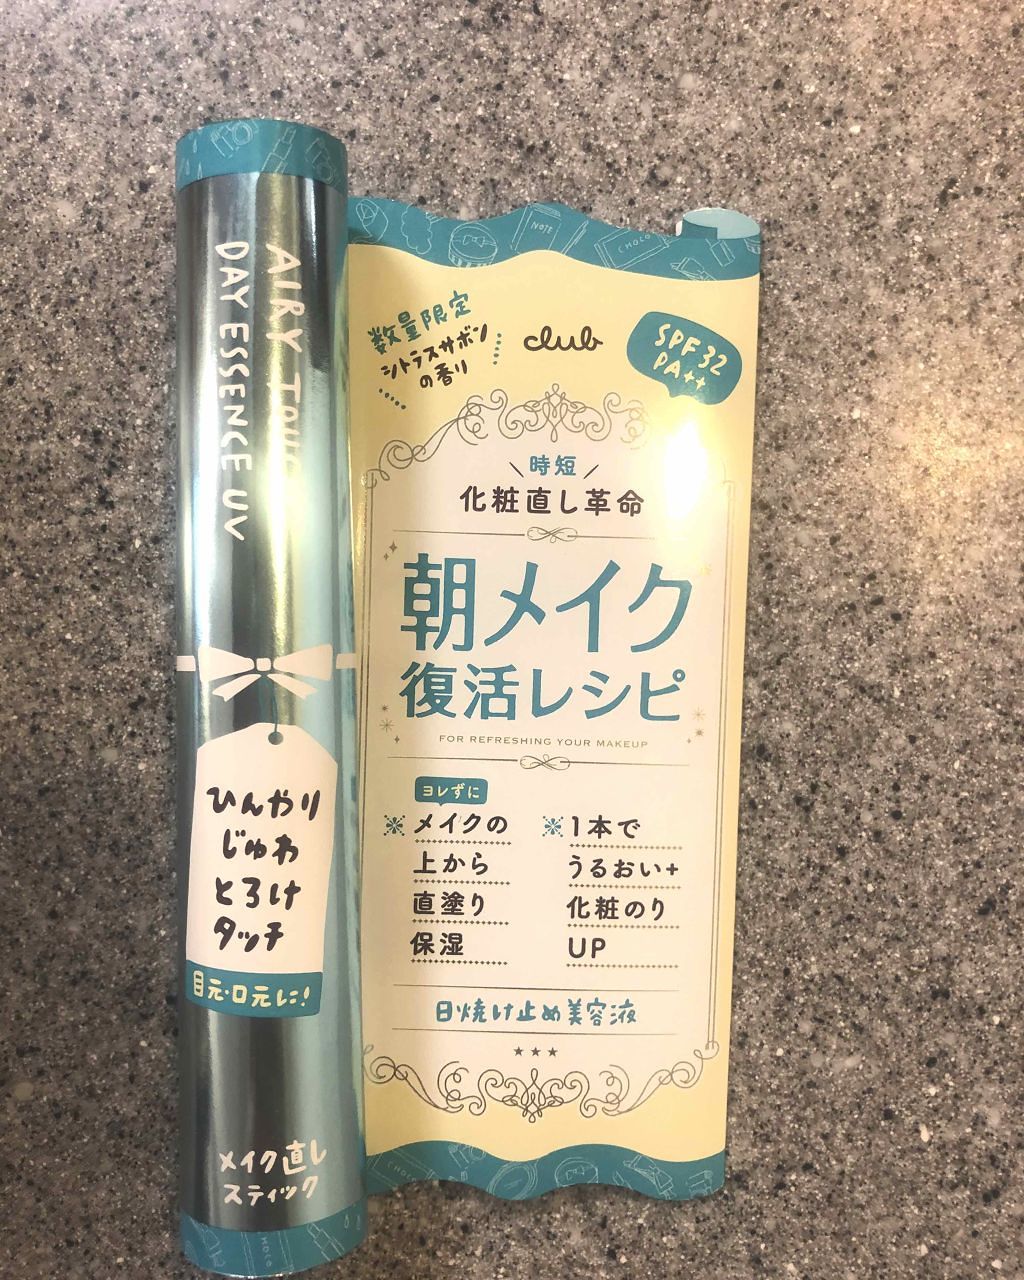 AIRY TOUCH
DAY ESSENCE UV
ひんやり
じゅわ
とろけ
タッチ
目元・口元に!
メイク直し
スティック
NOTE
CHOCO
数量限定
シトラスサボン
の香り
club
SPF 32
PA++
時短
化粧直し革命
朝メイク
復活レシピ
FOR REFRESHING YOUR MAKEUP
ヨレずに
メイクの
上から
直塗り
保湿
1本で
うるおい+
化粧のり
UP
日焼け止め美容液